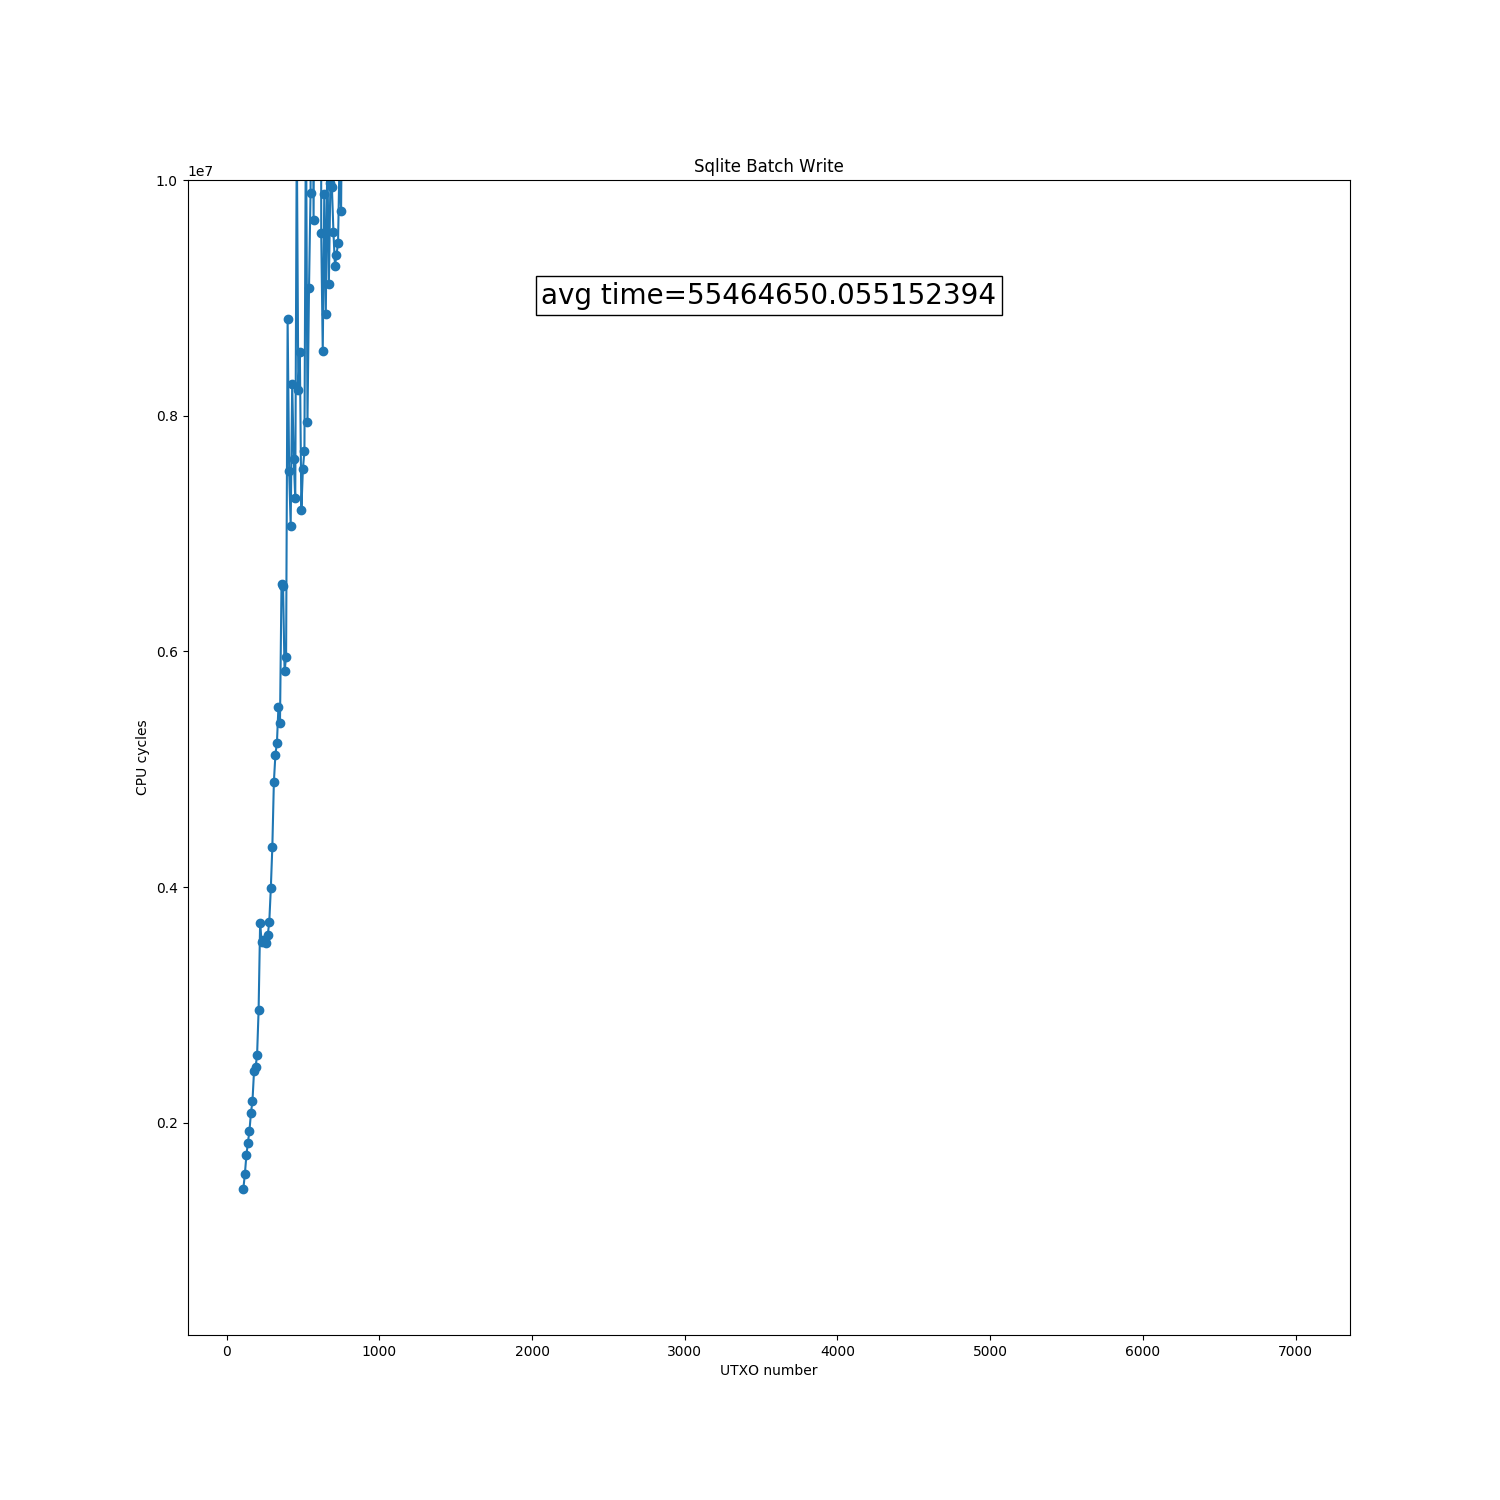 Sqlite Batch Write
1e7
1.0
avg time=55464650.055152394
0.8
0.6
CPU cycles
0.4
0.2
0 1000 2000 3000 4000 5000 6000 7000
UTXO number